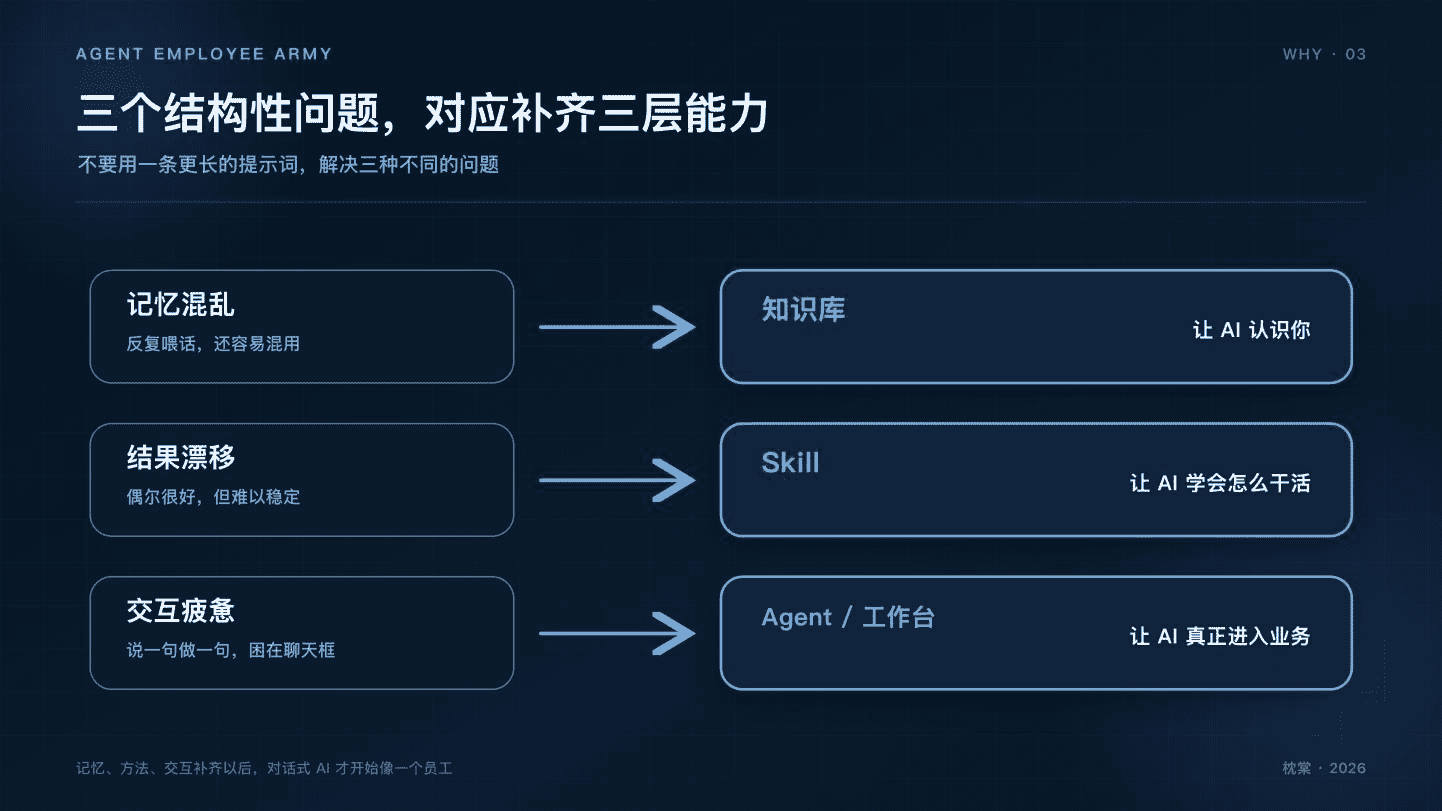 AGENT EMPLOYEE ARMY
WHY · 03
三个结构性问题，对应补齐三层能力
不要用一条更长的提示词，解决三种不同的问题
记忆混乱
反复喂话，还容易混用
知识库
让 AI 认识你
结果漂移
偶尔很好，但难以稳定
Skill
让 AI 学会怎么干活
交互疲惫
说一句做一句，困在聊天框
Agent / 工作台
让 AI 真正进入业务
记忆、方法、交互补齐以后，对话式 AI 才开始像一个员工
枕棠 · 2026